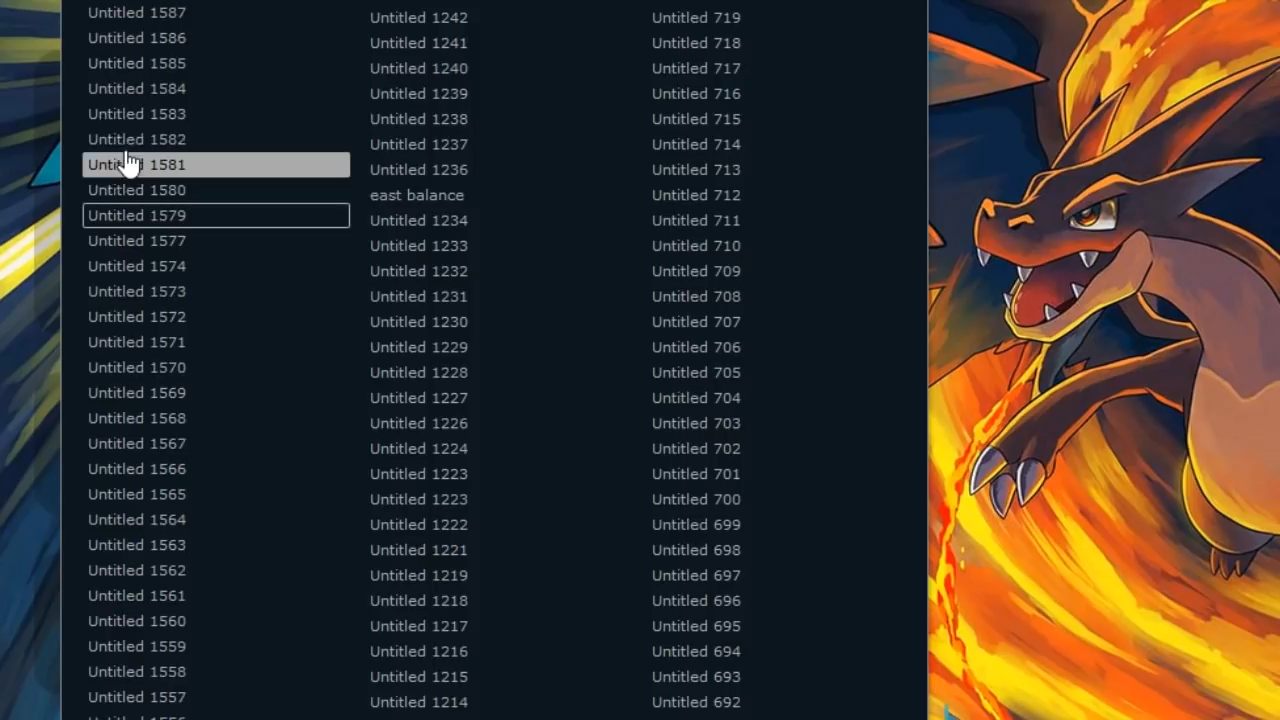 Untitled 1587
Untitled 1586
Untitled 1585
Untitled 1584
Untitled 1583
Untitled 1582
Untitled 1581
Untitled 1580
Untitled 1579
Untitled 1577
Untitled 1574
Untitled 1573
Untitled 1572
Untitled 1571
Untitled 1570
Untitled 1569
Untitled 1568
Untitled 1567
Untitled 1566
Untitled 1565
Untitled 1564
Untitled 1563
Untitled 1562
Untitled 1561
Untitled 1560
Untitled 1559
Untitled 1558
Untitled 1557
Untitled 1242
Untitled 1241
Untitled 1240
Untitled 1239
Untitled 1238
Untitled 1237
Untitled 1236
east balance
Untitled 1234
Untitled 1233
Untitled 1232
Untitled 1231
Untitled 1230
Untitled 1229
Untitled 1228
Untitled 1227
Untitled 1226
Untitled 1224
Untitled 1223
Untitled 1223
Untitled 1222
Untitled 1221
Untitled 1219
Untitled 1218
Untitled 1217
Untitled 1216
Untitled 1215
Untitled 1214
Untitled 719
Untitled 718
Untitled 717
Untitled 716
Untitled 715
Untitled 714
Untitled 713
Untitled 712
Untitled 711
Untitled 710
Untitled 709
Untitled 708
Untitled 707
Untitled 706
Untitled 705
Untitled 704
Untitled 703
Untitled 702
Untitled 701
Untitled 700
Untitled 699
Untitled 698
Untitled 697
Untitled 696
Untitled 695
Untitled 694
Untitled 693
Untitled 692